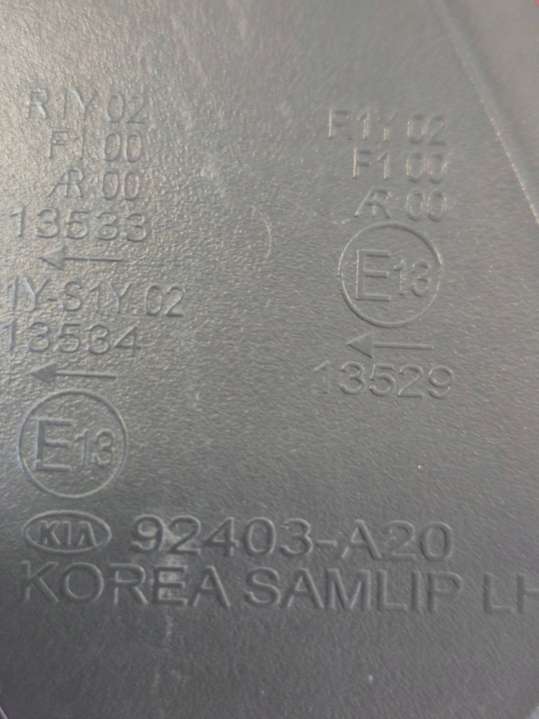 R1Y 02
F1 00
AR 00
13533
1Y-S1Y 02
13534
E13
R1Y 02
F1 00
AR 00
E13
13529
KIA 92403-A20
KOREA SAMLIP LH